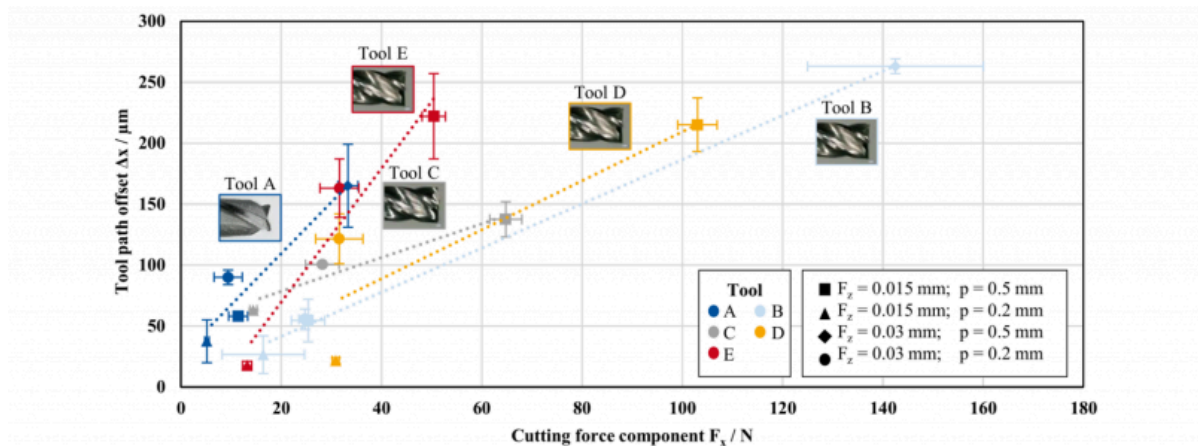 300
250
200
150
100
50
0
Tool path offset Δx / µm
Tool E
Tool D
Tool B
Tool A
Tool C
Tool
A B
C D
E
F_z = 0.015 mm; p = 0.5 mm
F_z = 0.015 mm; p = 0.2 mm
F_z = 0.03 mm; p = 0.5 mm
F_z = 0.03 mm; p = 0.2 mm
0 20 40 60 80 100 120 140 160 180
Cutting force component F_x / N